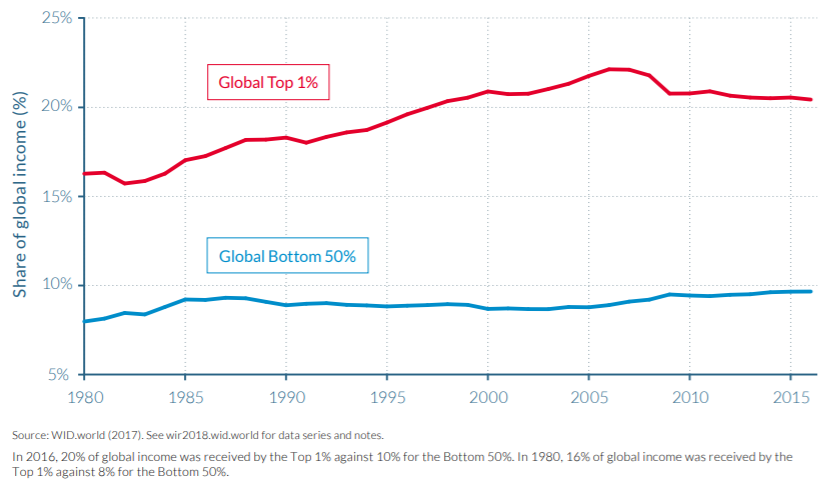 25%
Global Top 1%
20%
15%
Global Bottom 50%
10%
5%
Share of global income (%)
1980 1985 1990 1995 2000 2005 2010 2015
Source: WID.world (2017). See wir2018.wid.world for data series and notes.
In 2016, 20% of global income was received by the Top 1% against 10% for the Bottom 50%. In 1980, 16% of global income was received by the
Top 1% against 8% for the Bottom 50%.